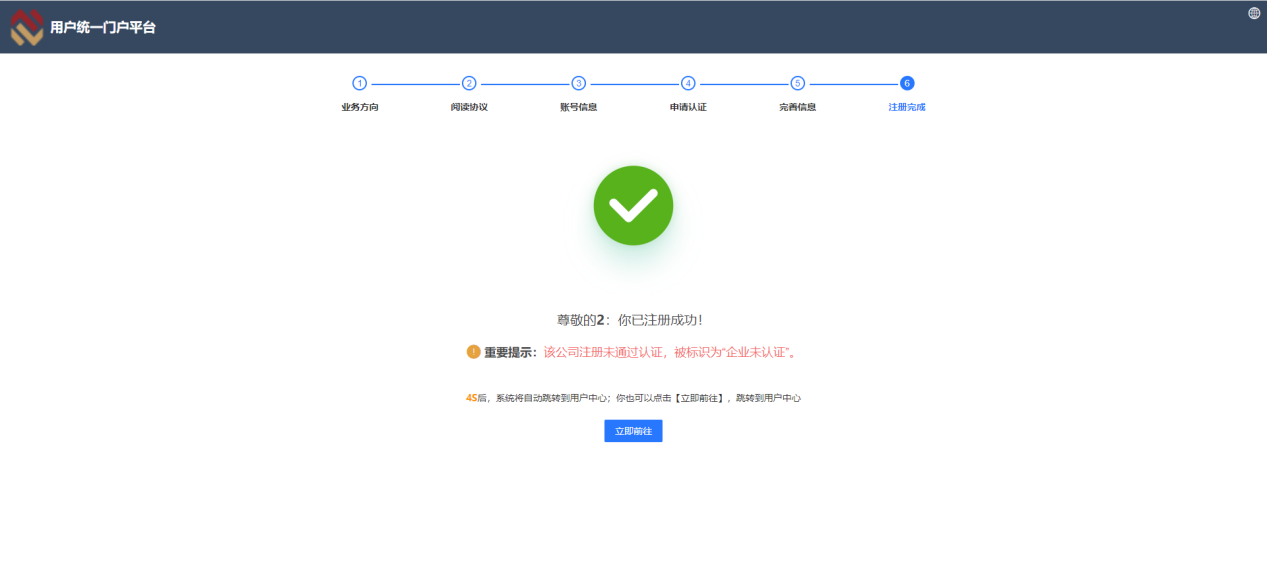 用户统一门户平台
1 2 3 4 5 6
业务方向 阅读协议 账号信息 申请认证 完善信息 注册完成
尊敬的2：你已注册成功！
! 重要提示：该公司注册未通过认证，被标识为“企业未认证”。
4S后，系统将自动跳转到用户中心；你也可以点击【立即前往】，跳转到用户中心
立即前往